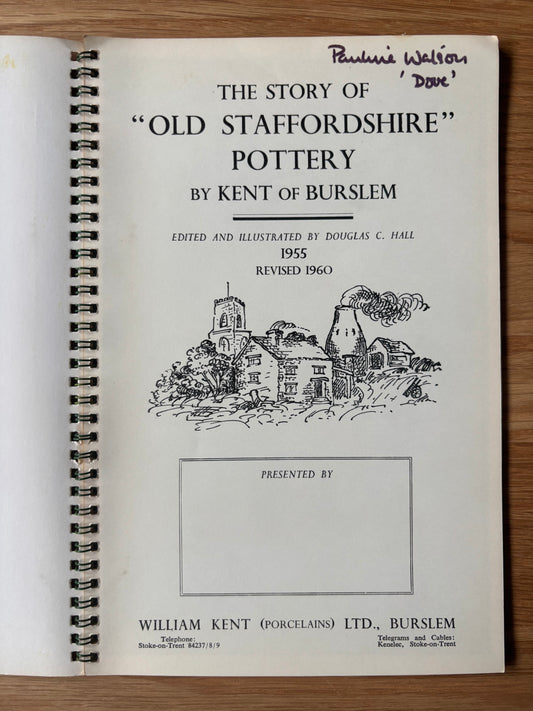 Pauline Watson
'Dove'
THE STORY OF
"OLD STAFFORDSHIRE"
POTTERY
BY KENT OF BURSLEM
EDITED AND ILLUSTRATED BY DOUGLAS C. HALL
1955
REVISED 1960
PRESENTED BY
WILLIAM KENT (PORCELAINS) LTD., BURSLEM
Telephone:
Stoke-on-Trent 84237/8/9
Telegrams and Cables:
Kenelec, Stoke-on-Trent